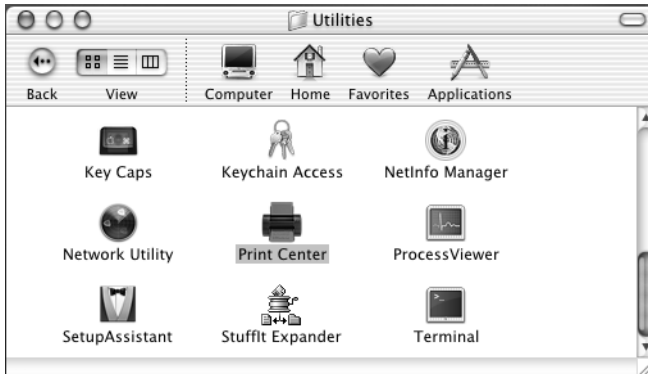 Utilities
Back View Computer Home Favorites Applications
Key Caps Keychain Access NetInfo Manager
Network Utility Print Center ProcessViewer
SetupAssistant StuffIt Expander Terminal